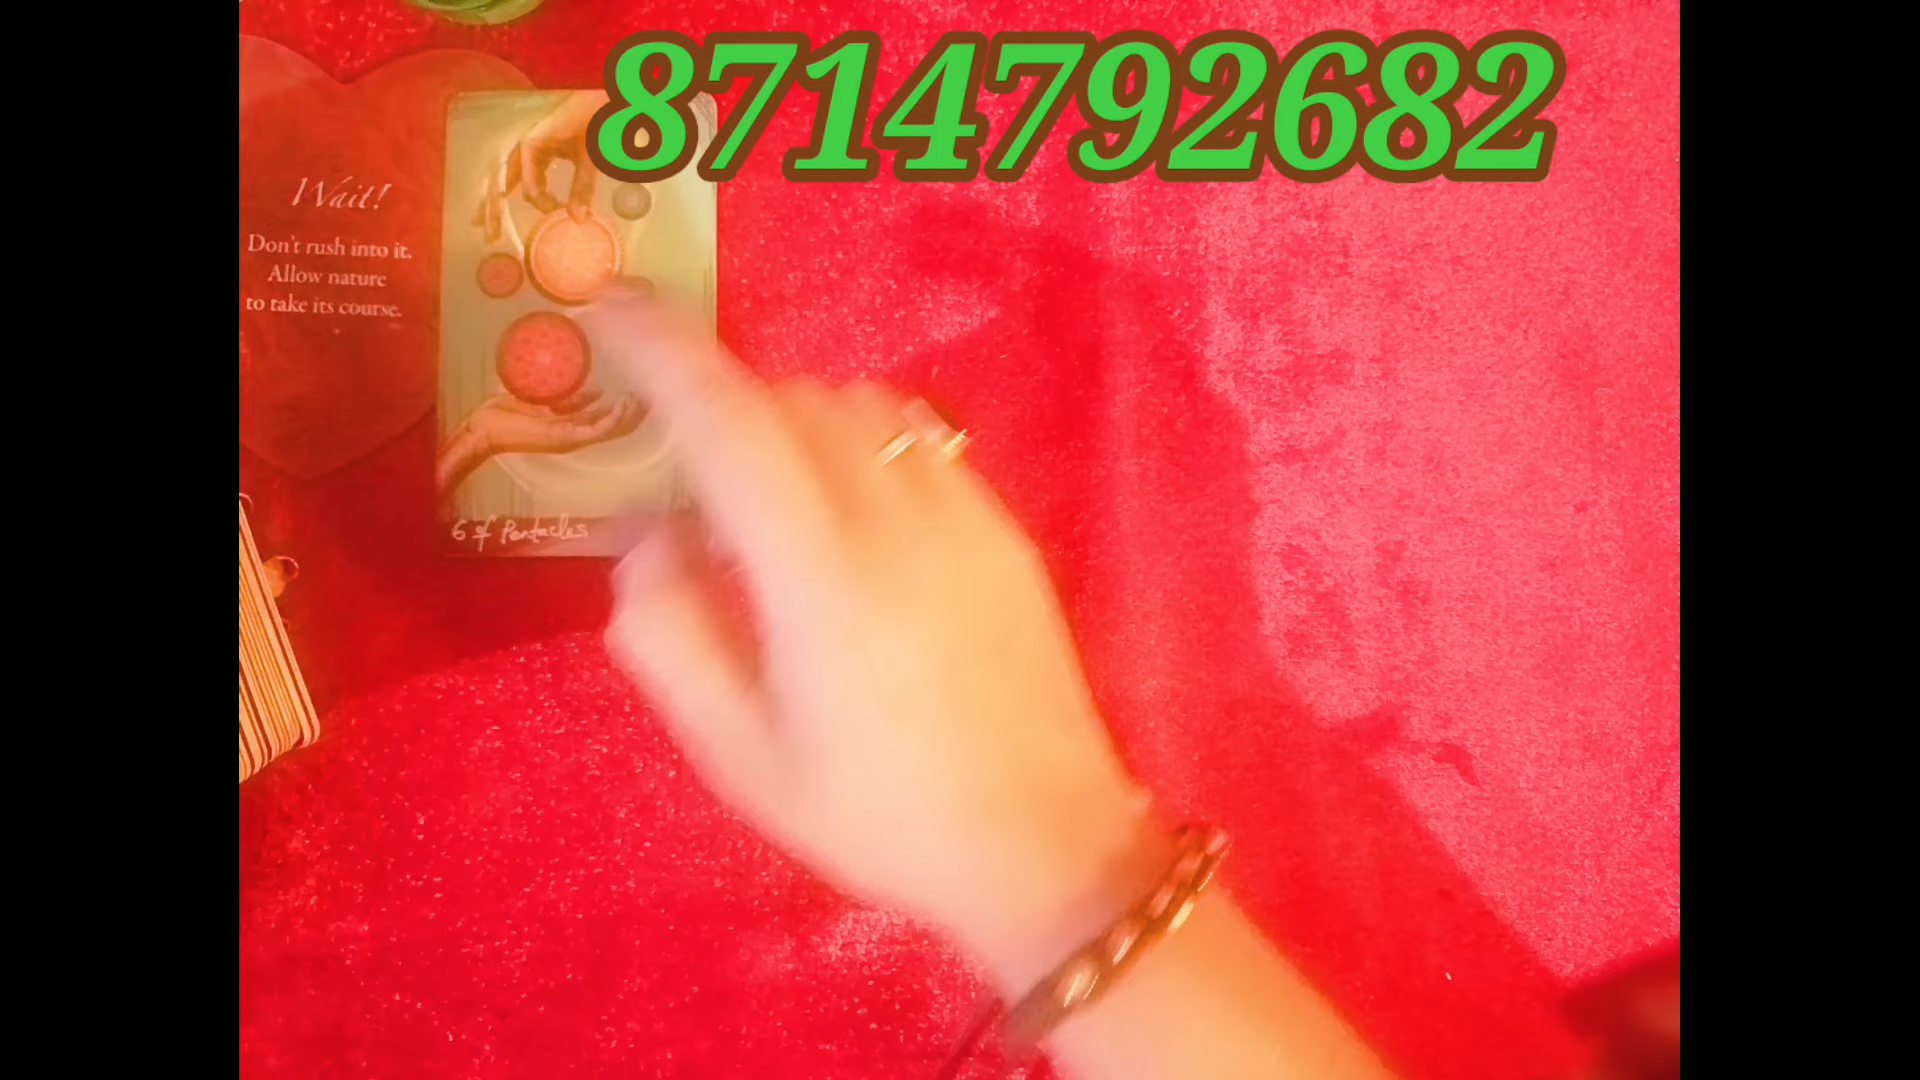 8714792682
Wait!
Don't rush into it.
Allow nature
to take its course.
6 of Pentacles